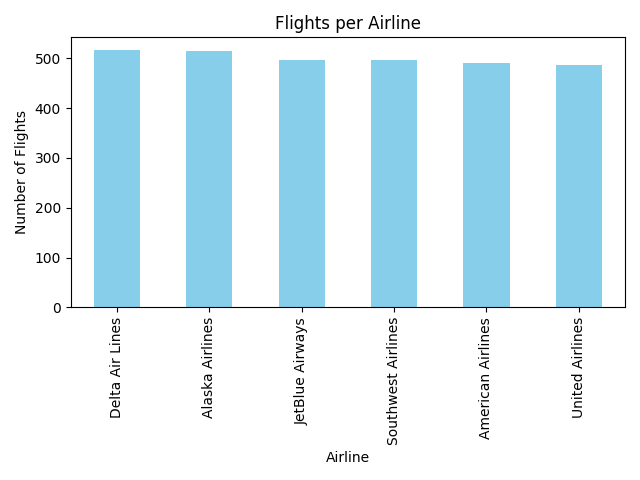 Flights per Airline
Number of Flights
500
400
300
200
100
0
Delta Air Lines
Alaska Airlines
JetBlue Airways
Southwest Airlines
American Airlines
United Airlines
Airline